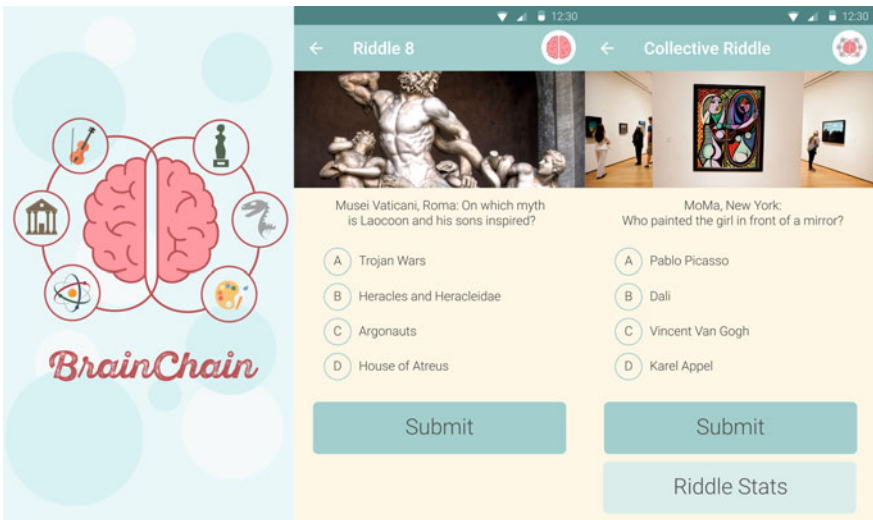 BrainChain
12:30
Riddle 8
Musei Vaticani, Roma: On which myth
is Laocoon and his sons inspired?
A Trojan Wars
B Heracles and Heracleidae
C Argonauts
D House of Atreus
Submit
12:30
Collective Riddle
MoMa, New York:
Who painted the girl in front of a mirror?
A Pablo Picasso
B Dali
C Vincent Van Gogh
D Karel Appel
Submit
Riddle Stats